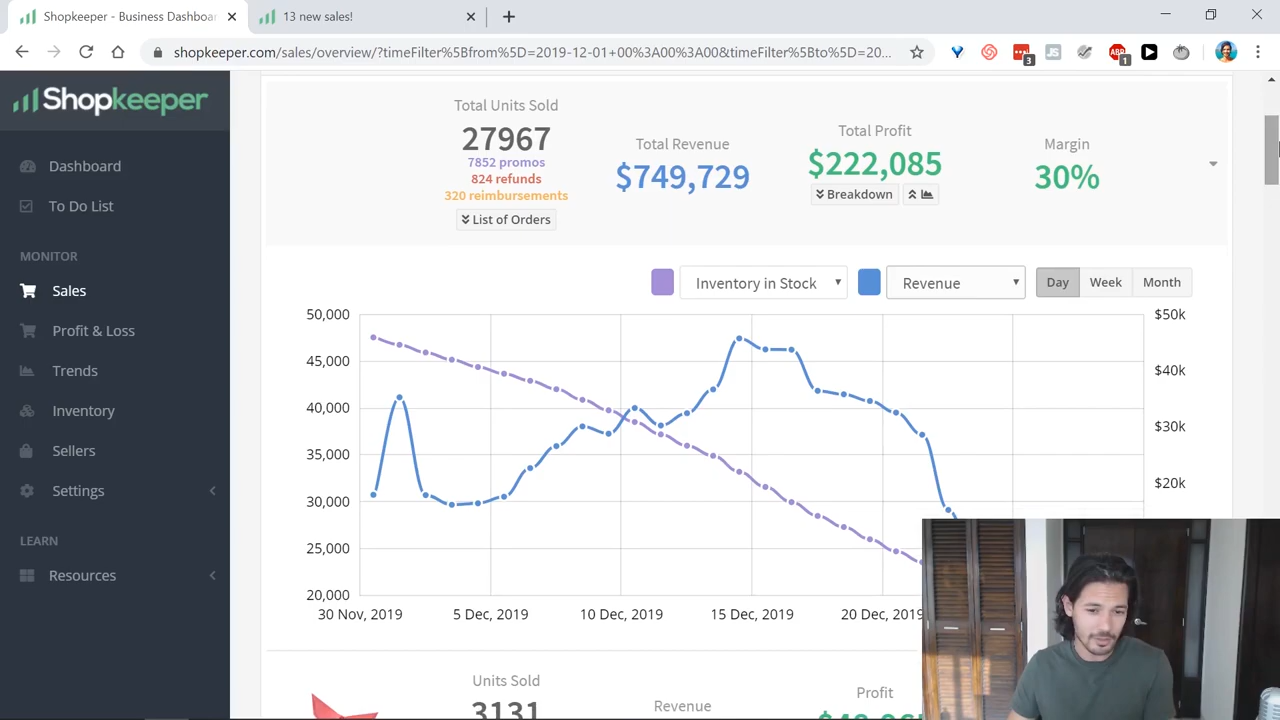 Shopkeeper - Business Dashboar
13 new sales!
shopkeeper.com/sales/overview/?timeFilter%5Bfrom%5D=2019-12-01+00%3A00%3A00&timeFilter%5Bto%5D=20...
3
JS
ABP
1
Shopkeeper
Dashboard
To Do List
MONITOR
Sales
Profit & Loss
Trends
Inventory
Sellers
Settings
LEARN
Resources
Total Units Sold
27967
7852 promos
824 refunds
320 reimbursements
List of Orders
Total Revenue
$749,729
Total Profit
$222,085
Breakdown
Margin
30%
Inventory in Stock
Revenue
Day
Week
Month
50,000
45,000
40,000
35,000
30,000
25,000
20,000
$50k
$40k
$30k
$20k
30 Nov, 2019
5 Dec, 2019
10 Dec, 2019
15 Dec, 2019
20 Dec, 2019
Units Sold
3131
Revenue
Profit